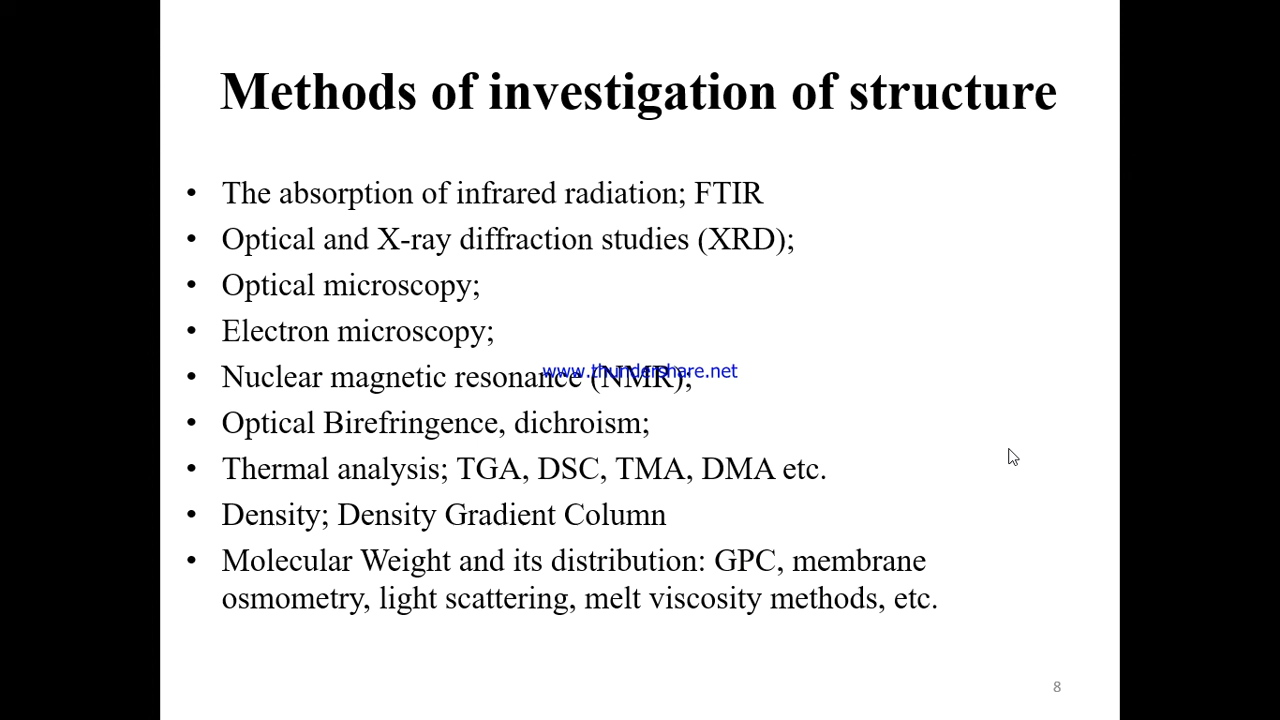 Methods of investigation of structure
• The absorption of infrared radiation; FTIR
• Optical and X-ray diffraction studies (XRD);
• Optical microscopy;
• Electron microscopy;
• Nuclear magnetic resonance (NMR);
www.thundershare.net
• Optical Birefringence, dichroism;
• Thermal analysis; TGA, DSC, TMA, DMA etc.
• Density; Density Gradient Column
• Molecular Weight and its distribution: GPC, membrane
osmometry, light scattering, melt viscosity methods, etc.
8